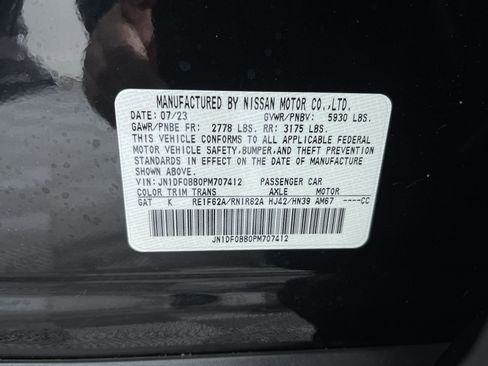 MANUFACTURED BY NISSAN MOTOR CO.,LTD.
DATE: 07/23 GVWR/PNBV: 5930 LBS.
GAWR/PNBE FR: 2778 LBS. RR: 3175 LBS.
THIS VEHICLE CONFORMS TO ALL APPLICABLE FEDERAL
MOTOR VEHICLE SAFETY, BUMPER, AND THEFT PREVENTION
STANDARDS IN EFFECT ON THE DATE OF MANUFACTURE
SHOWN ABOVE.
VIN: JN1DF0BB0PM707412 PASSENGER CAR
COLOR TRIM TRANS AXLE MOTOR
GAT K RE1F62A/RN1R62A HJ42/HN39 AM67 ----CC
JN1DF0BB0PM707412